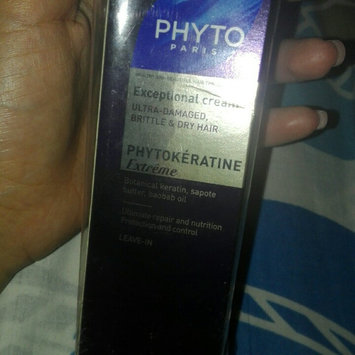 PHYTO
PARIS
Exceptional cream
ULTRA-DAMAGED,
BRITTLE & DRY HAIR
PHYTOKÉRATINE
Extrême
Botanical keratin, sapote
butter, baobab oil
Ultimate repair and nutrition
Protection and control
LEAVE-IN